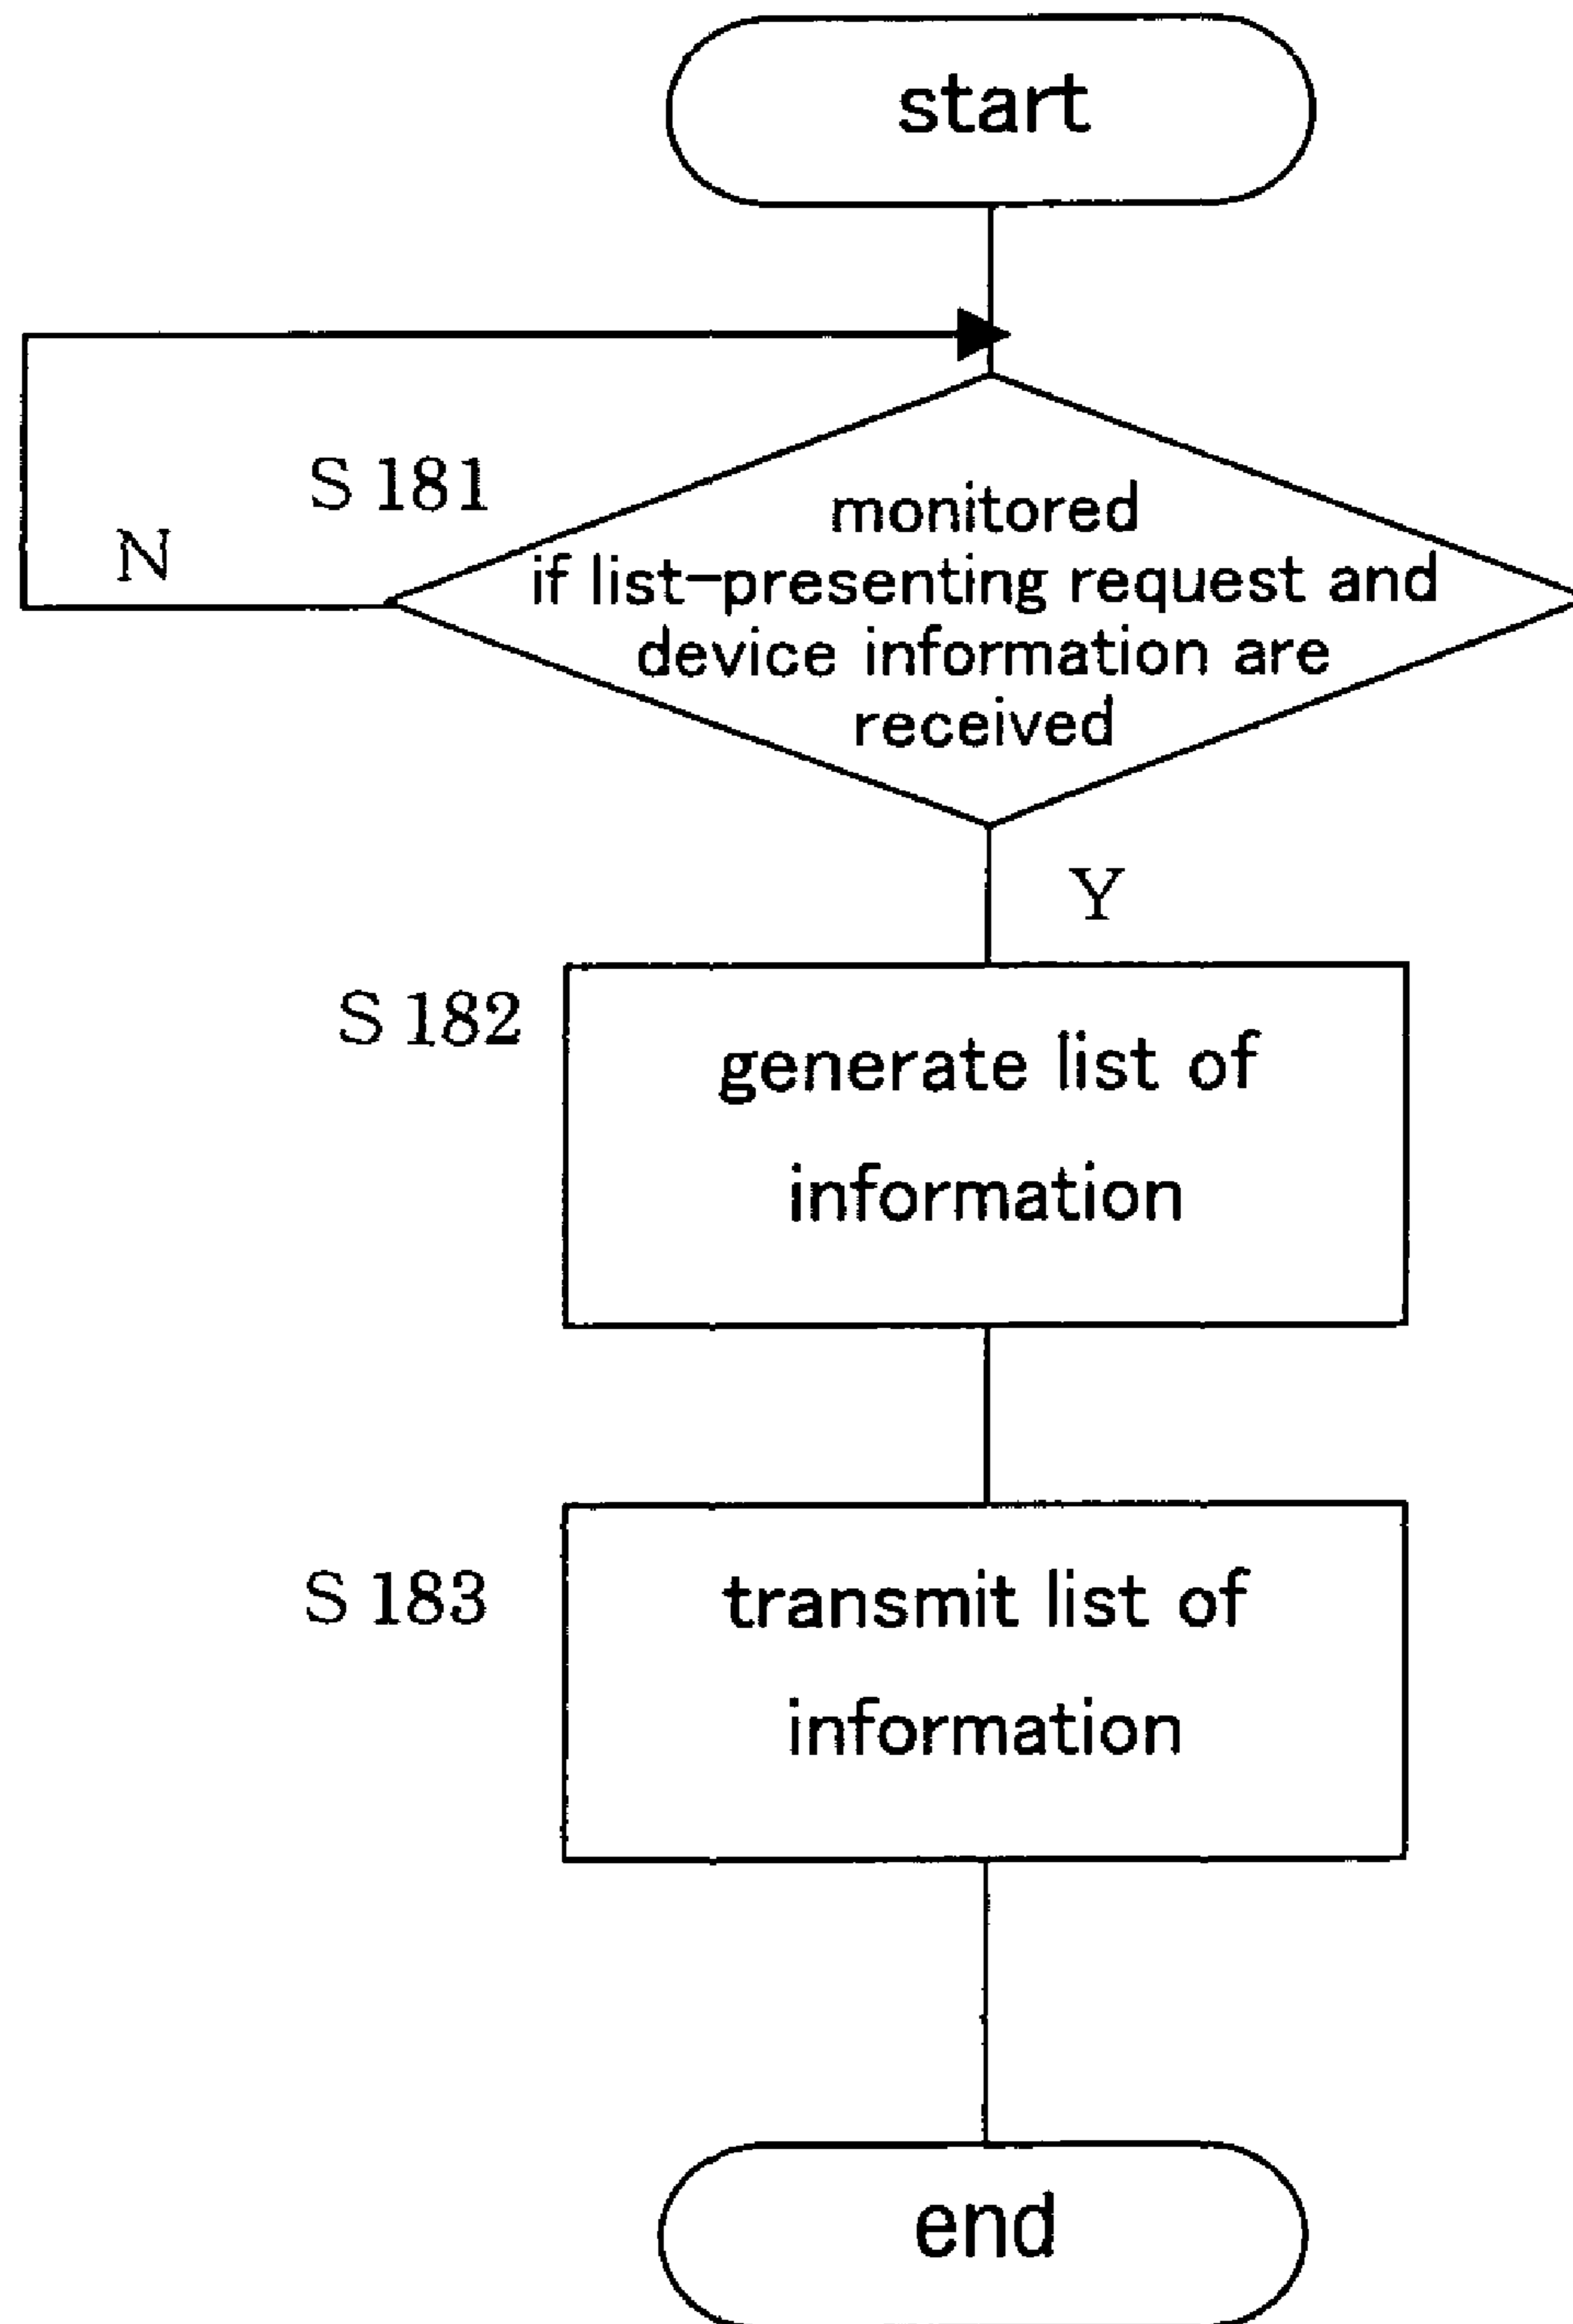 start
S 181
N
monitored
if list-presenting request and
device information are
received
Y
S 182
generate list of
information
S 183
transmit list of
information
end